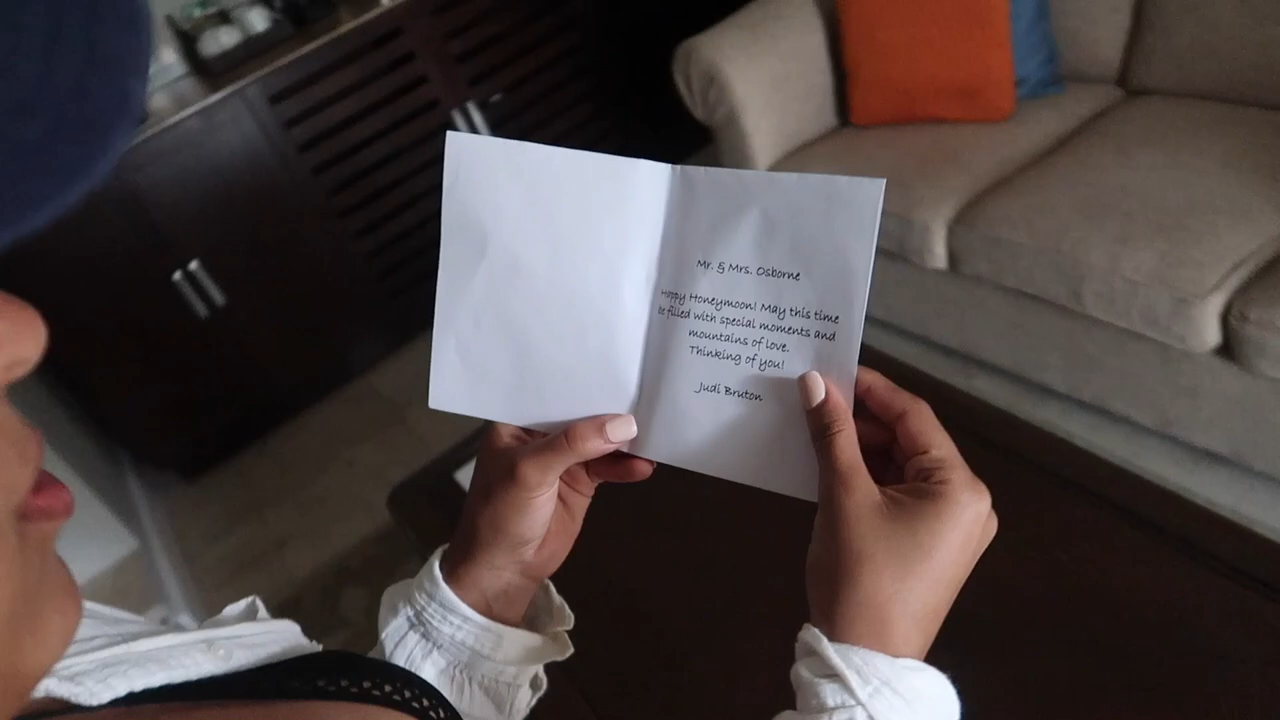 Mr. & Mrs. Osborne
Happy Honeymoon! May this time
be filled with special moments and
mountains of love.
Thinking of you!
Judi Bruton